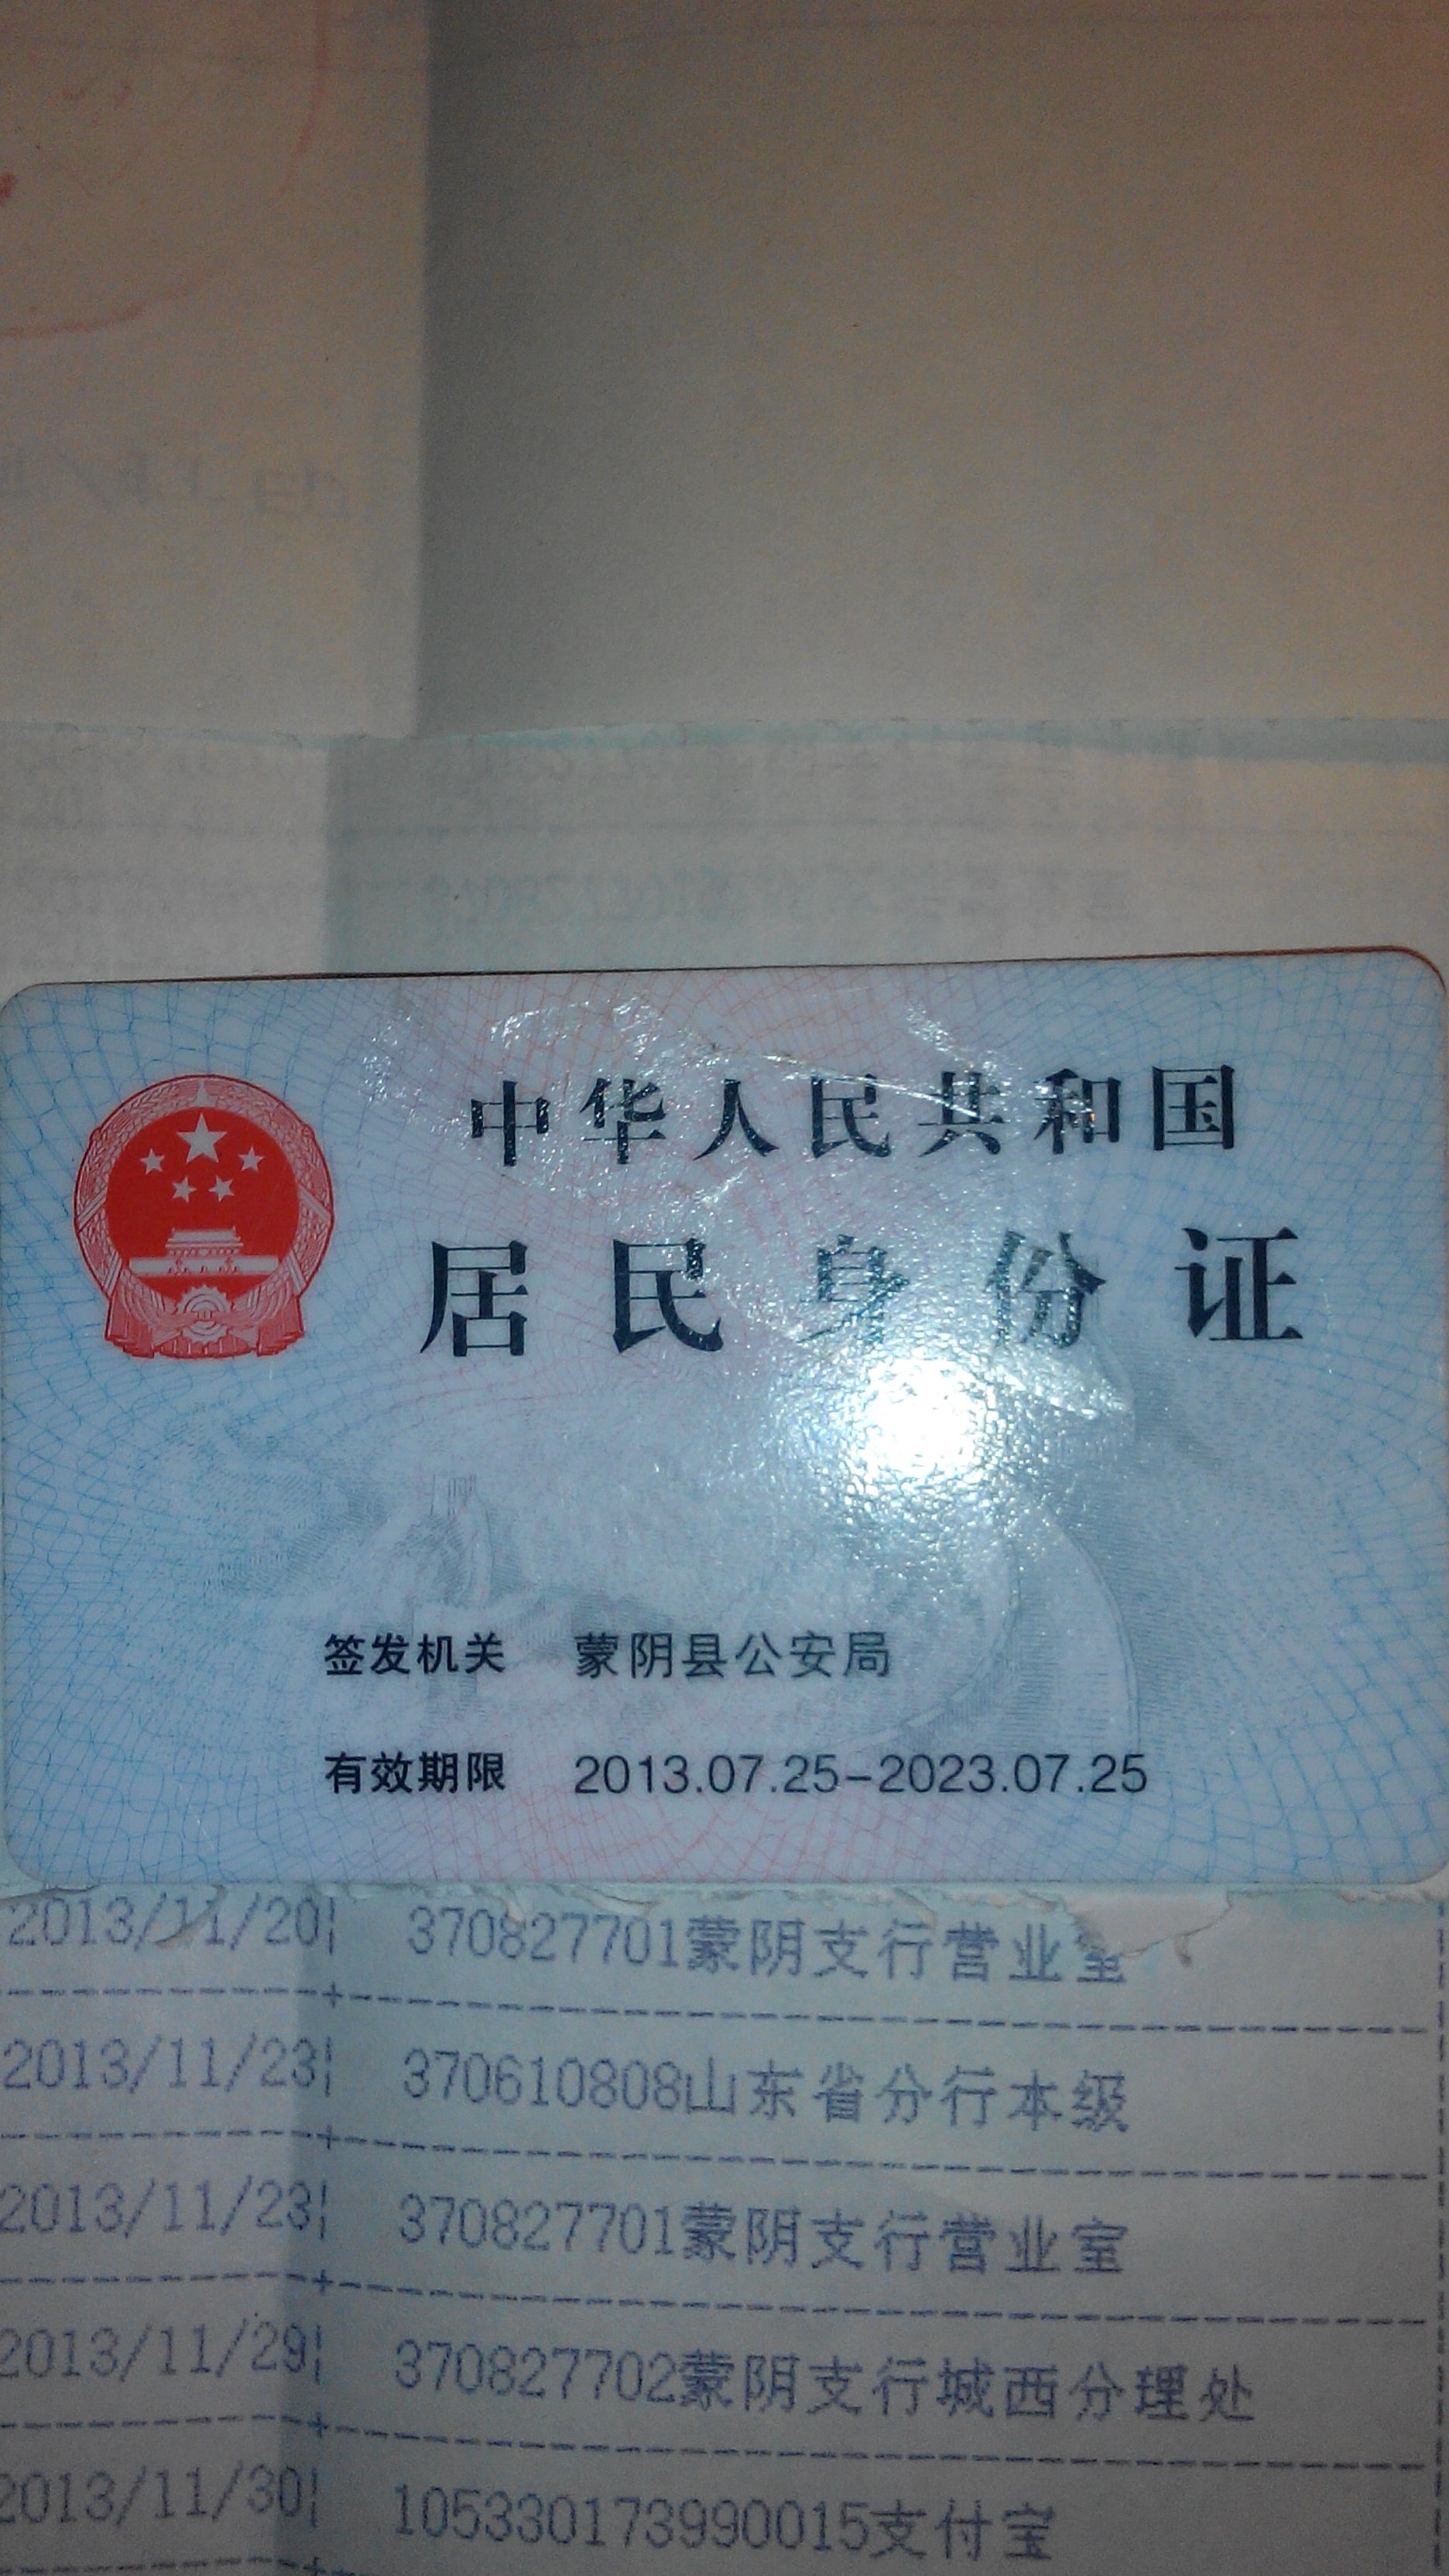 中华人民共和国
居民身份证
签发机关 蒙阴县公安局
有效期限 2013.07.25-2023.07.25
2013/11/20 370827701蒙阴支行营业室
2013/11/23 370610808山东省分行本级
2013/11/23 370827701蒙阴支行营业室
2013/11/29 370827702蒙阴支行城西分理处
2013/11/30 105330173990015支付宝